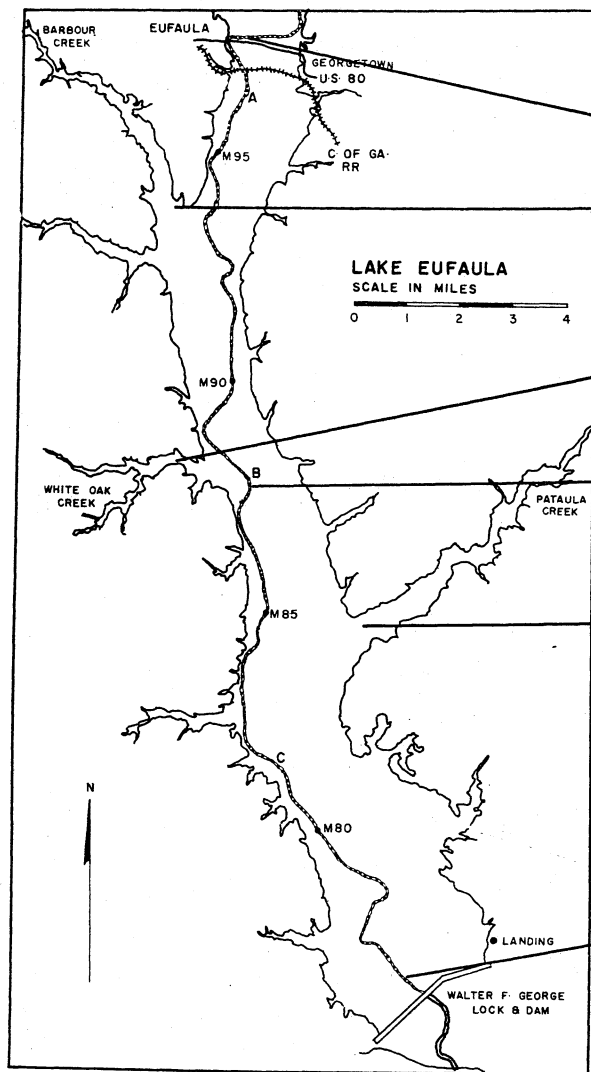 BARBOUR
CREEK
EUFAULA
GEORGETOWN
U.S. 80
A
C. OF GA.
RR
M95
LAKE EUFAULA
SCALE IN MILES
0 1 2 3 4
M90
B
WHITE OAK
CREEK
PATAULA
CREEK
M85
C
N
M80
LANDING
WALTER F. GEORGE
LOCK & DAM